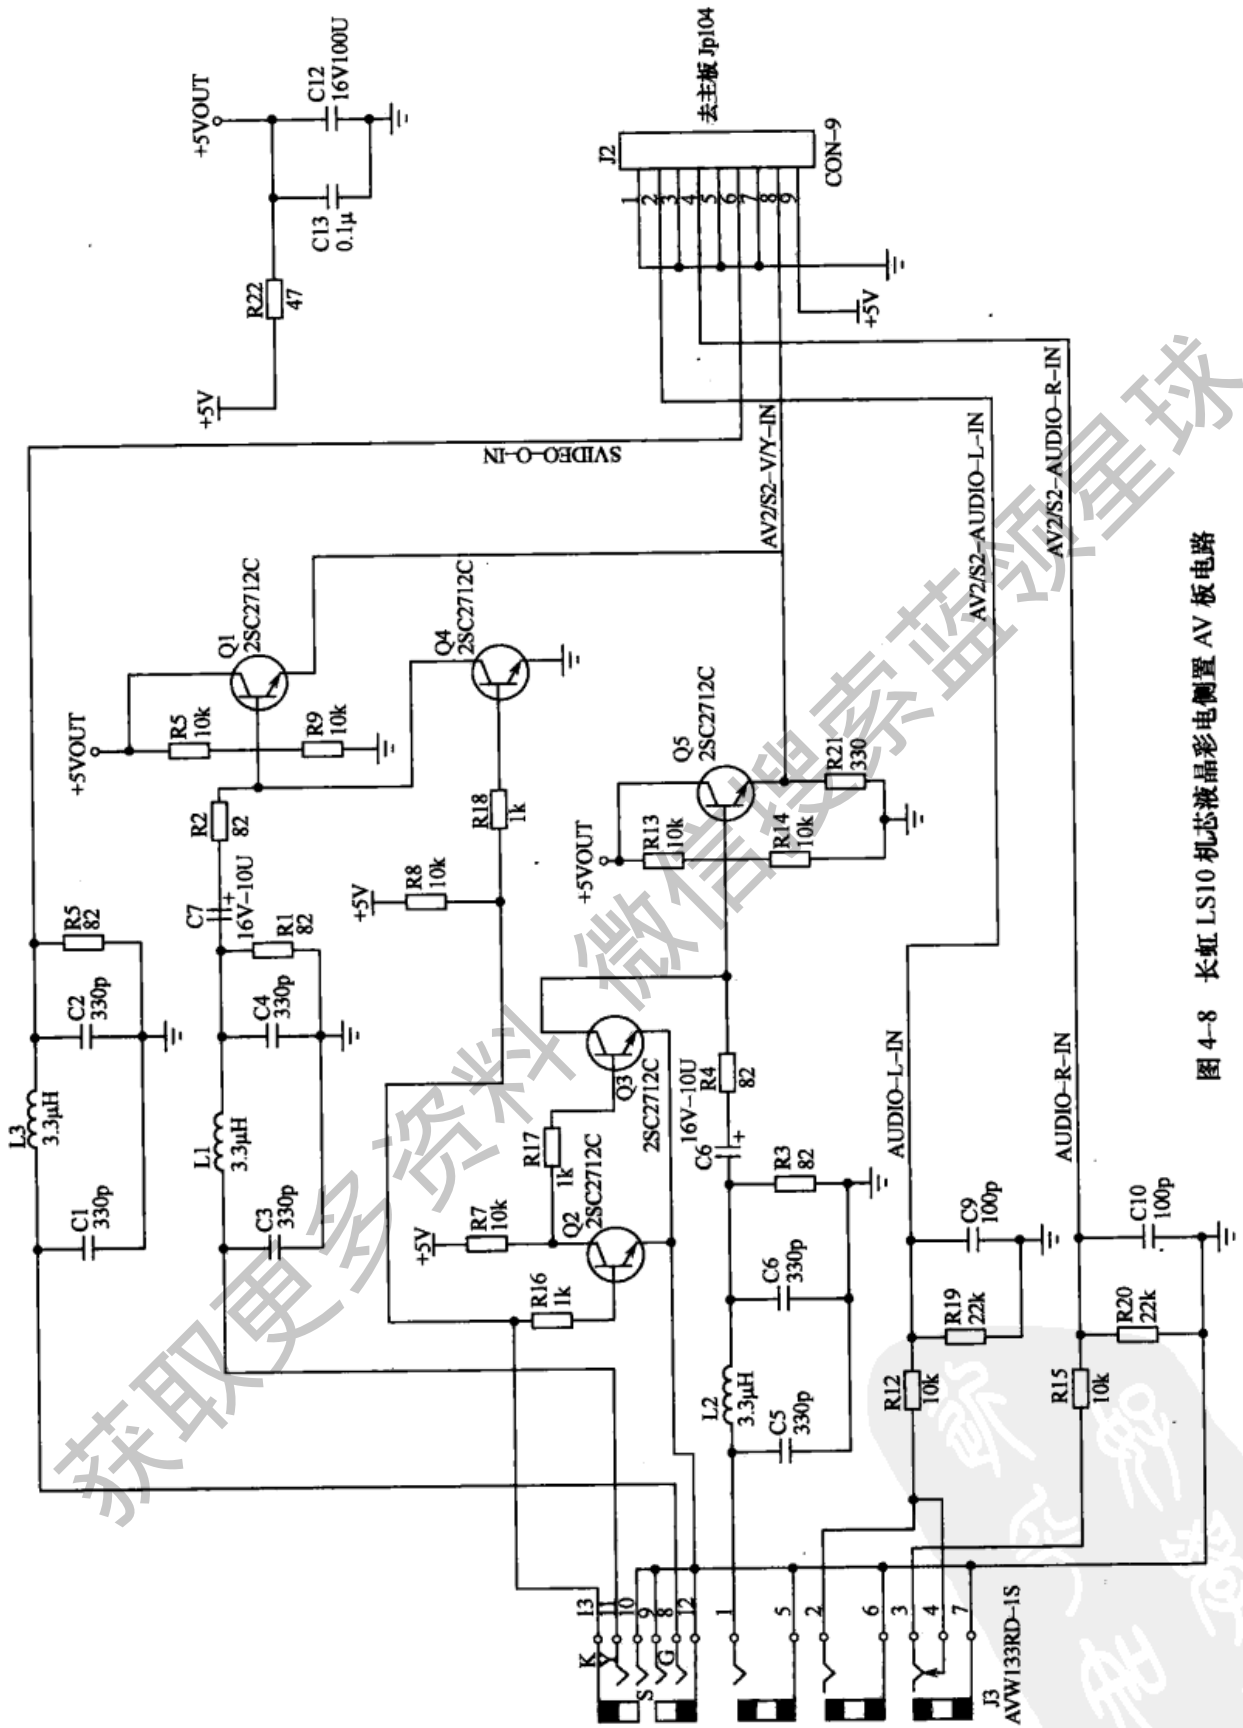 +5VOUT
C12
16V100U
C13
0.1μ
R22
47
+5V
去主板 Jp104
J2
CON-9
1
2
3
4
5
6
7
8
9
+5V
SVIDEO-O-IN
AV2/S2-V/Y-IN
AV2/S2-AUDIO-L-IN
AV2/S2-AUDIO-R-IN
L3
3.3μH
C1
330p
C2
330p
R5
82
L1
3.3μH
C3
330p
C4
330p
R1
82
C7
16V-10U
+
R2
82
+5VOUT
R5
10k
R9
10k
Q1
2SC2712C
Q4
2SC2712C
R18
1k
+5V
R8
10k
+5V
R7
10k
R16
1k
Q2
2SC2712C
R17
1k
Q3
2SC2712C
+5VOUT
R13
10k
R14
10k
Q5
2SC2712C
R21
330
L2
3.3μH
C5
330p
C6
330p
R3
82
C6
16V-10U
+
R4
82
AUDIO-L-IN
R12
10k
R19
22k
C9
100p
AUDIO-R-IN
R15
10k
R20
22k
C10
100p
K
S
G
13
11
10
9
8
12
1
5
2
6
3
4
7
J3
AVW133RD-1S
图 4-8 长虹 LS10 机芯液晶彩电侧置 AV 板电路
获取更多资料 微信搜索蓝领星球